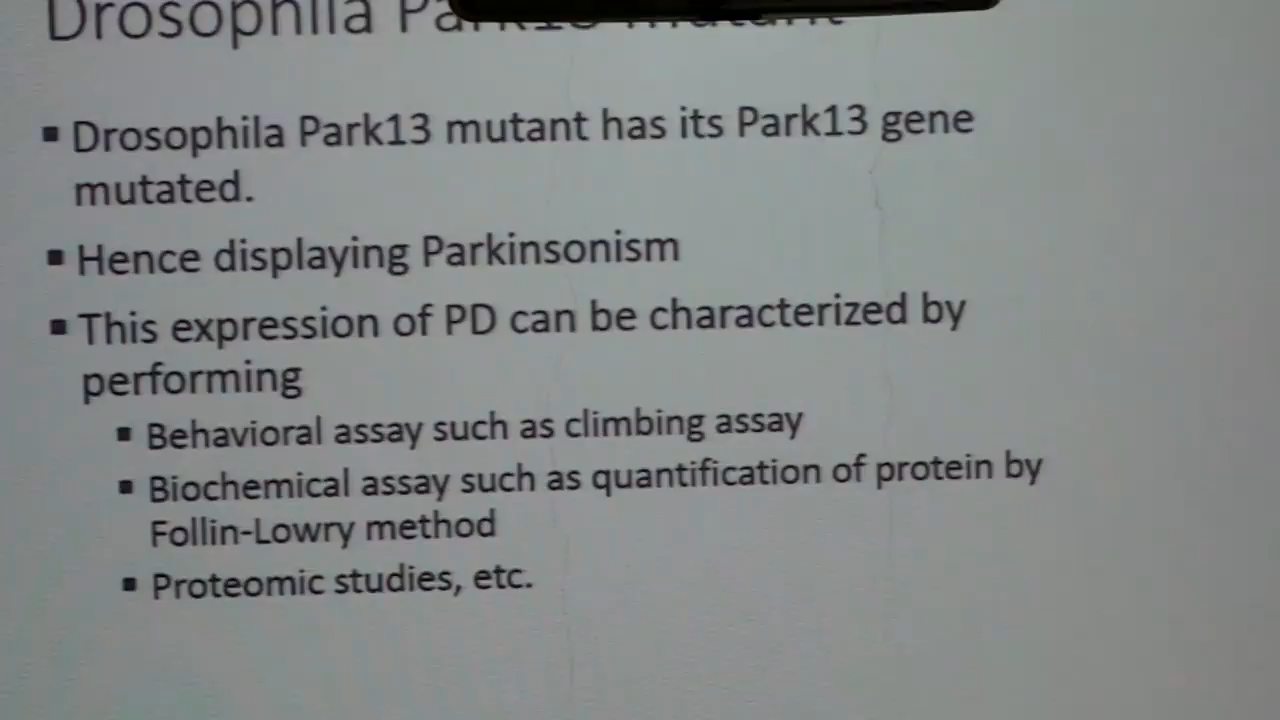 Drosophila Park13 mutant
▪ Drosophila Park13 mutant has its Park13 gene
mutated.
▪ Hence displaying Parkinsonism
▪ This expression of PD can be characterized by
performing
▪ Behavioral assay such as climbing assay
▪ Biochemical assay such as quantification of protein by
Follin-Lowry method
▪ Proteomic studies, etc.